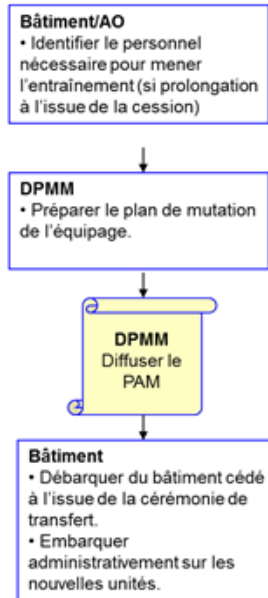 Bâtiment/AO
• Identifier le personnel
nécessaire pour mener
l'entraînement (si prolongation
à l'issue de la cession)
DPMM
• Préparer le plan de mutation
de l'équipage.
DPMM
Diffuser le
PAM
Bâtiment
• Débarquer du bâtiment cédé
à l'issue de la cérémonie de
transfert.
• Embarquer
administrativement sur les
nouvelles unités.